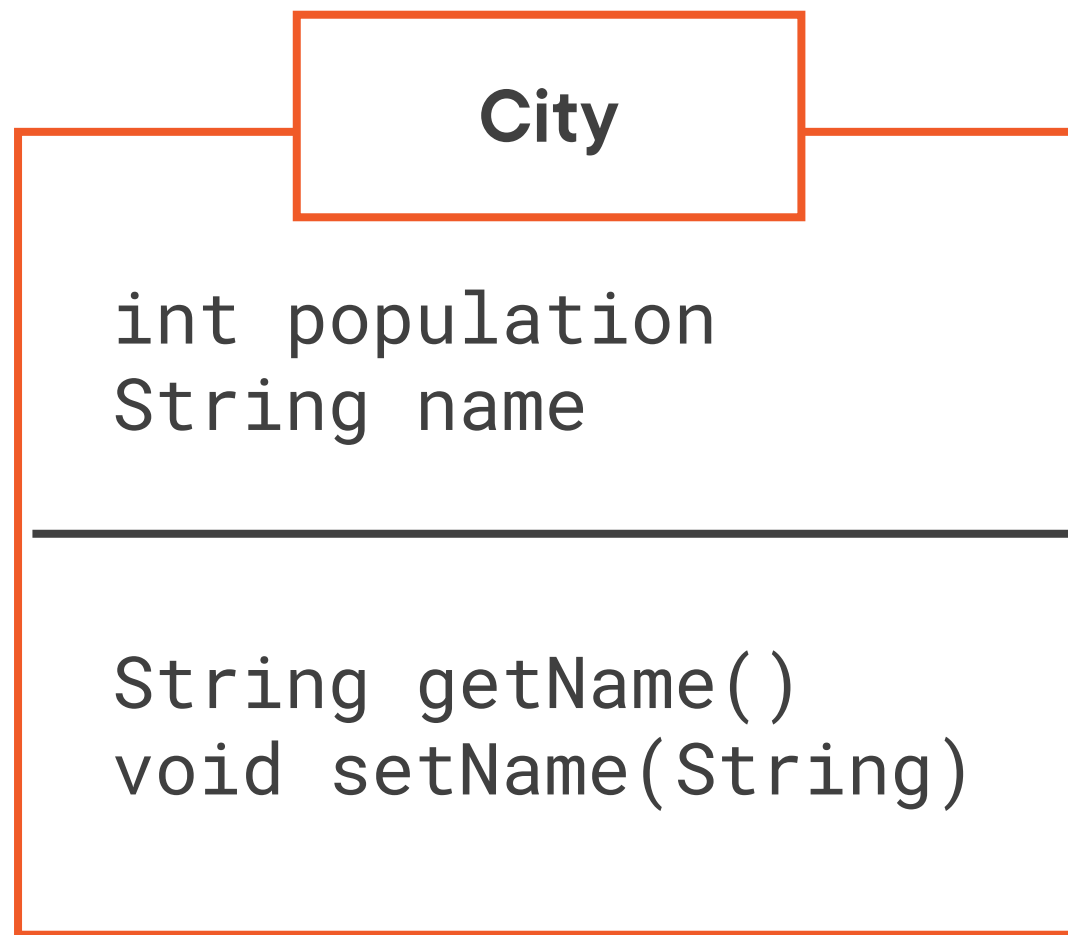 City
int population
String name
String getName()
void setName(String)